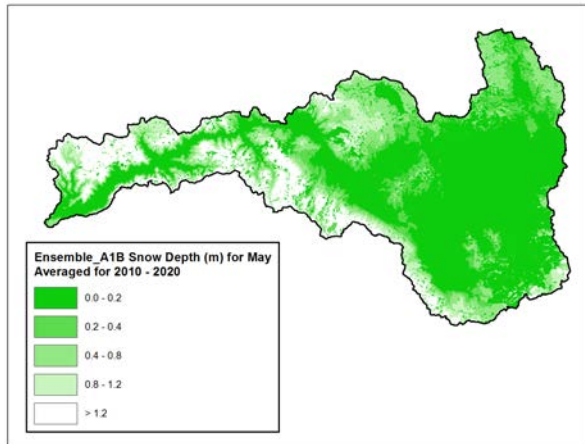 Ensemble_A1B Snow Depth (m) for May
Averaged for 2010 - 2020
0.0 - 0.2
0.2 - 0.4
0.4 - 0.8
0.8 - 1.2
> 1.2